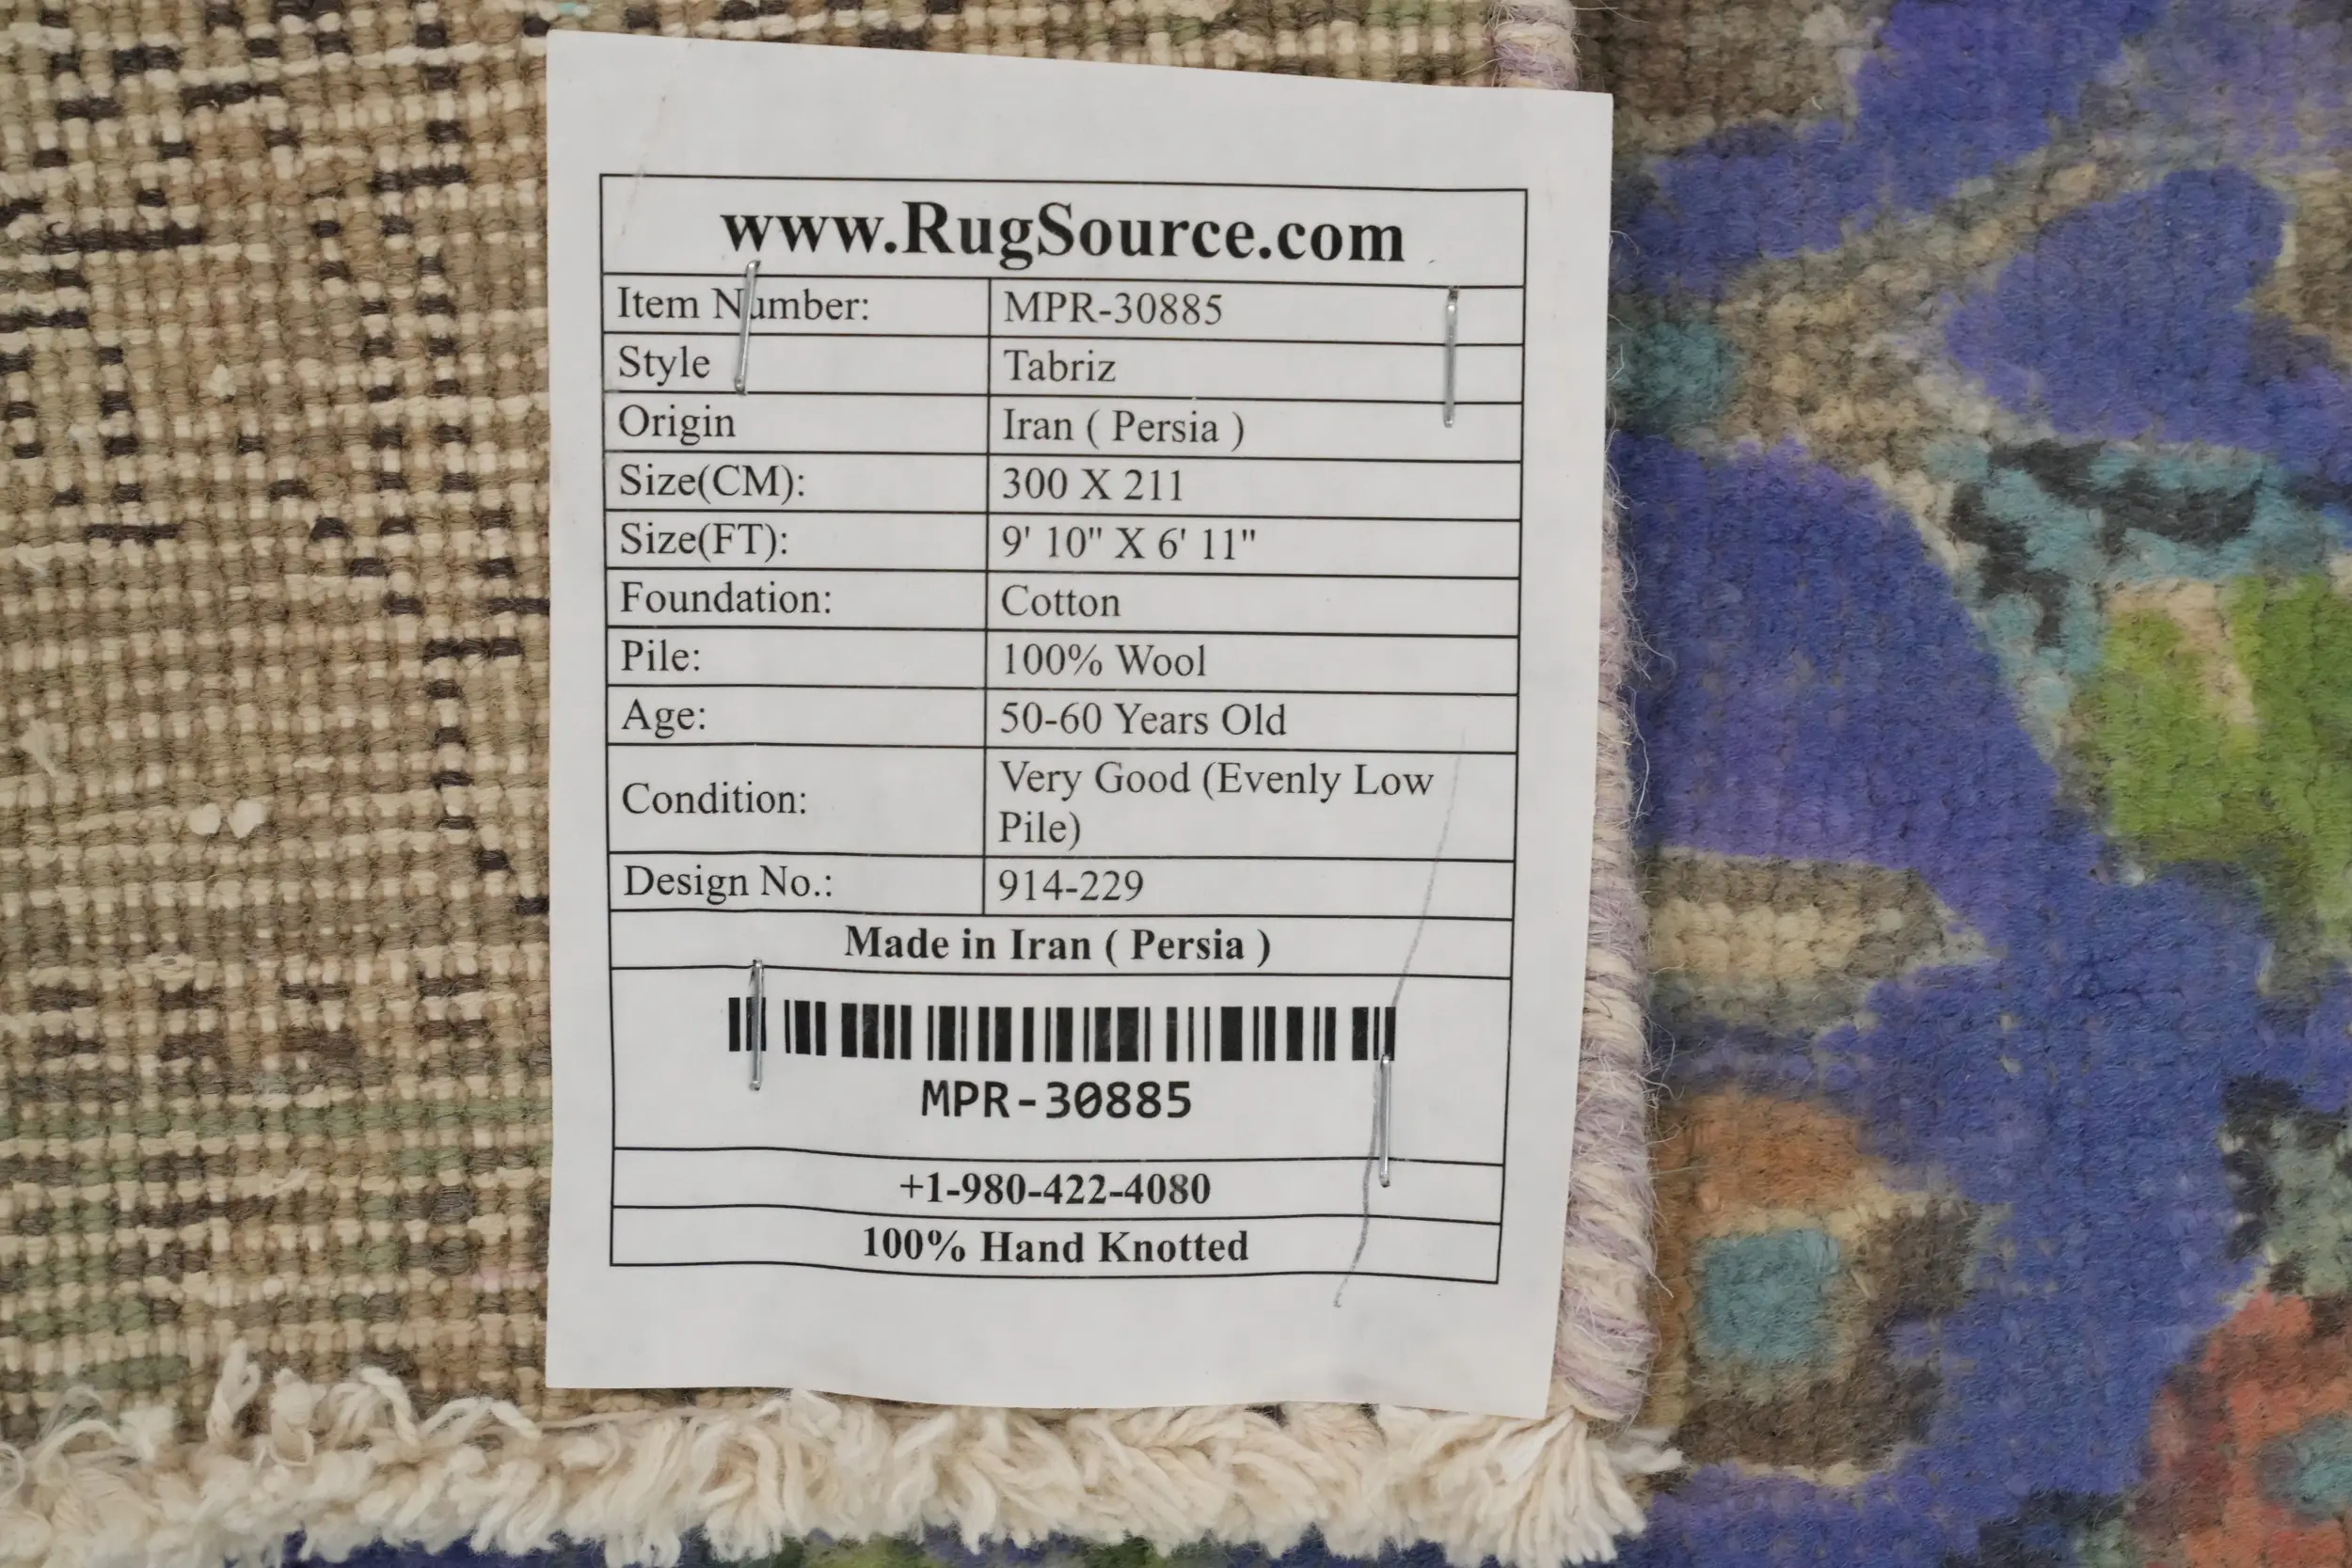 www.RugSource.com
Item Number: MPR-30885
Style Tabriz
Origin Iran ( Persia )
Size(CM): 300 X 211
Size(FT): 9' 10" X 6' 11"
Foundation: Cotton
Pile: 100% Wool
Age: 50-60 Years Old
Condition: Very Good (Evenly Low
Pile)
Design No.: 914-229
Made in Iran ( Persia )
MPR-30885
+1-980-422-4080
100% Hand Knotted